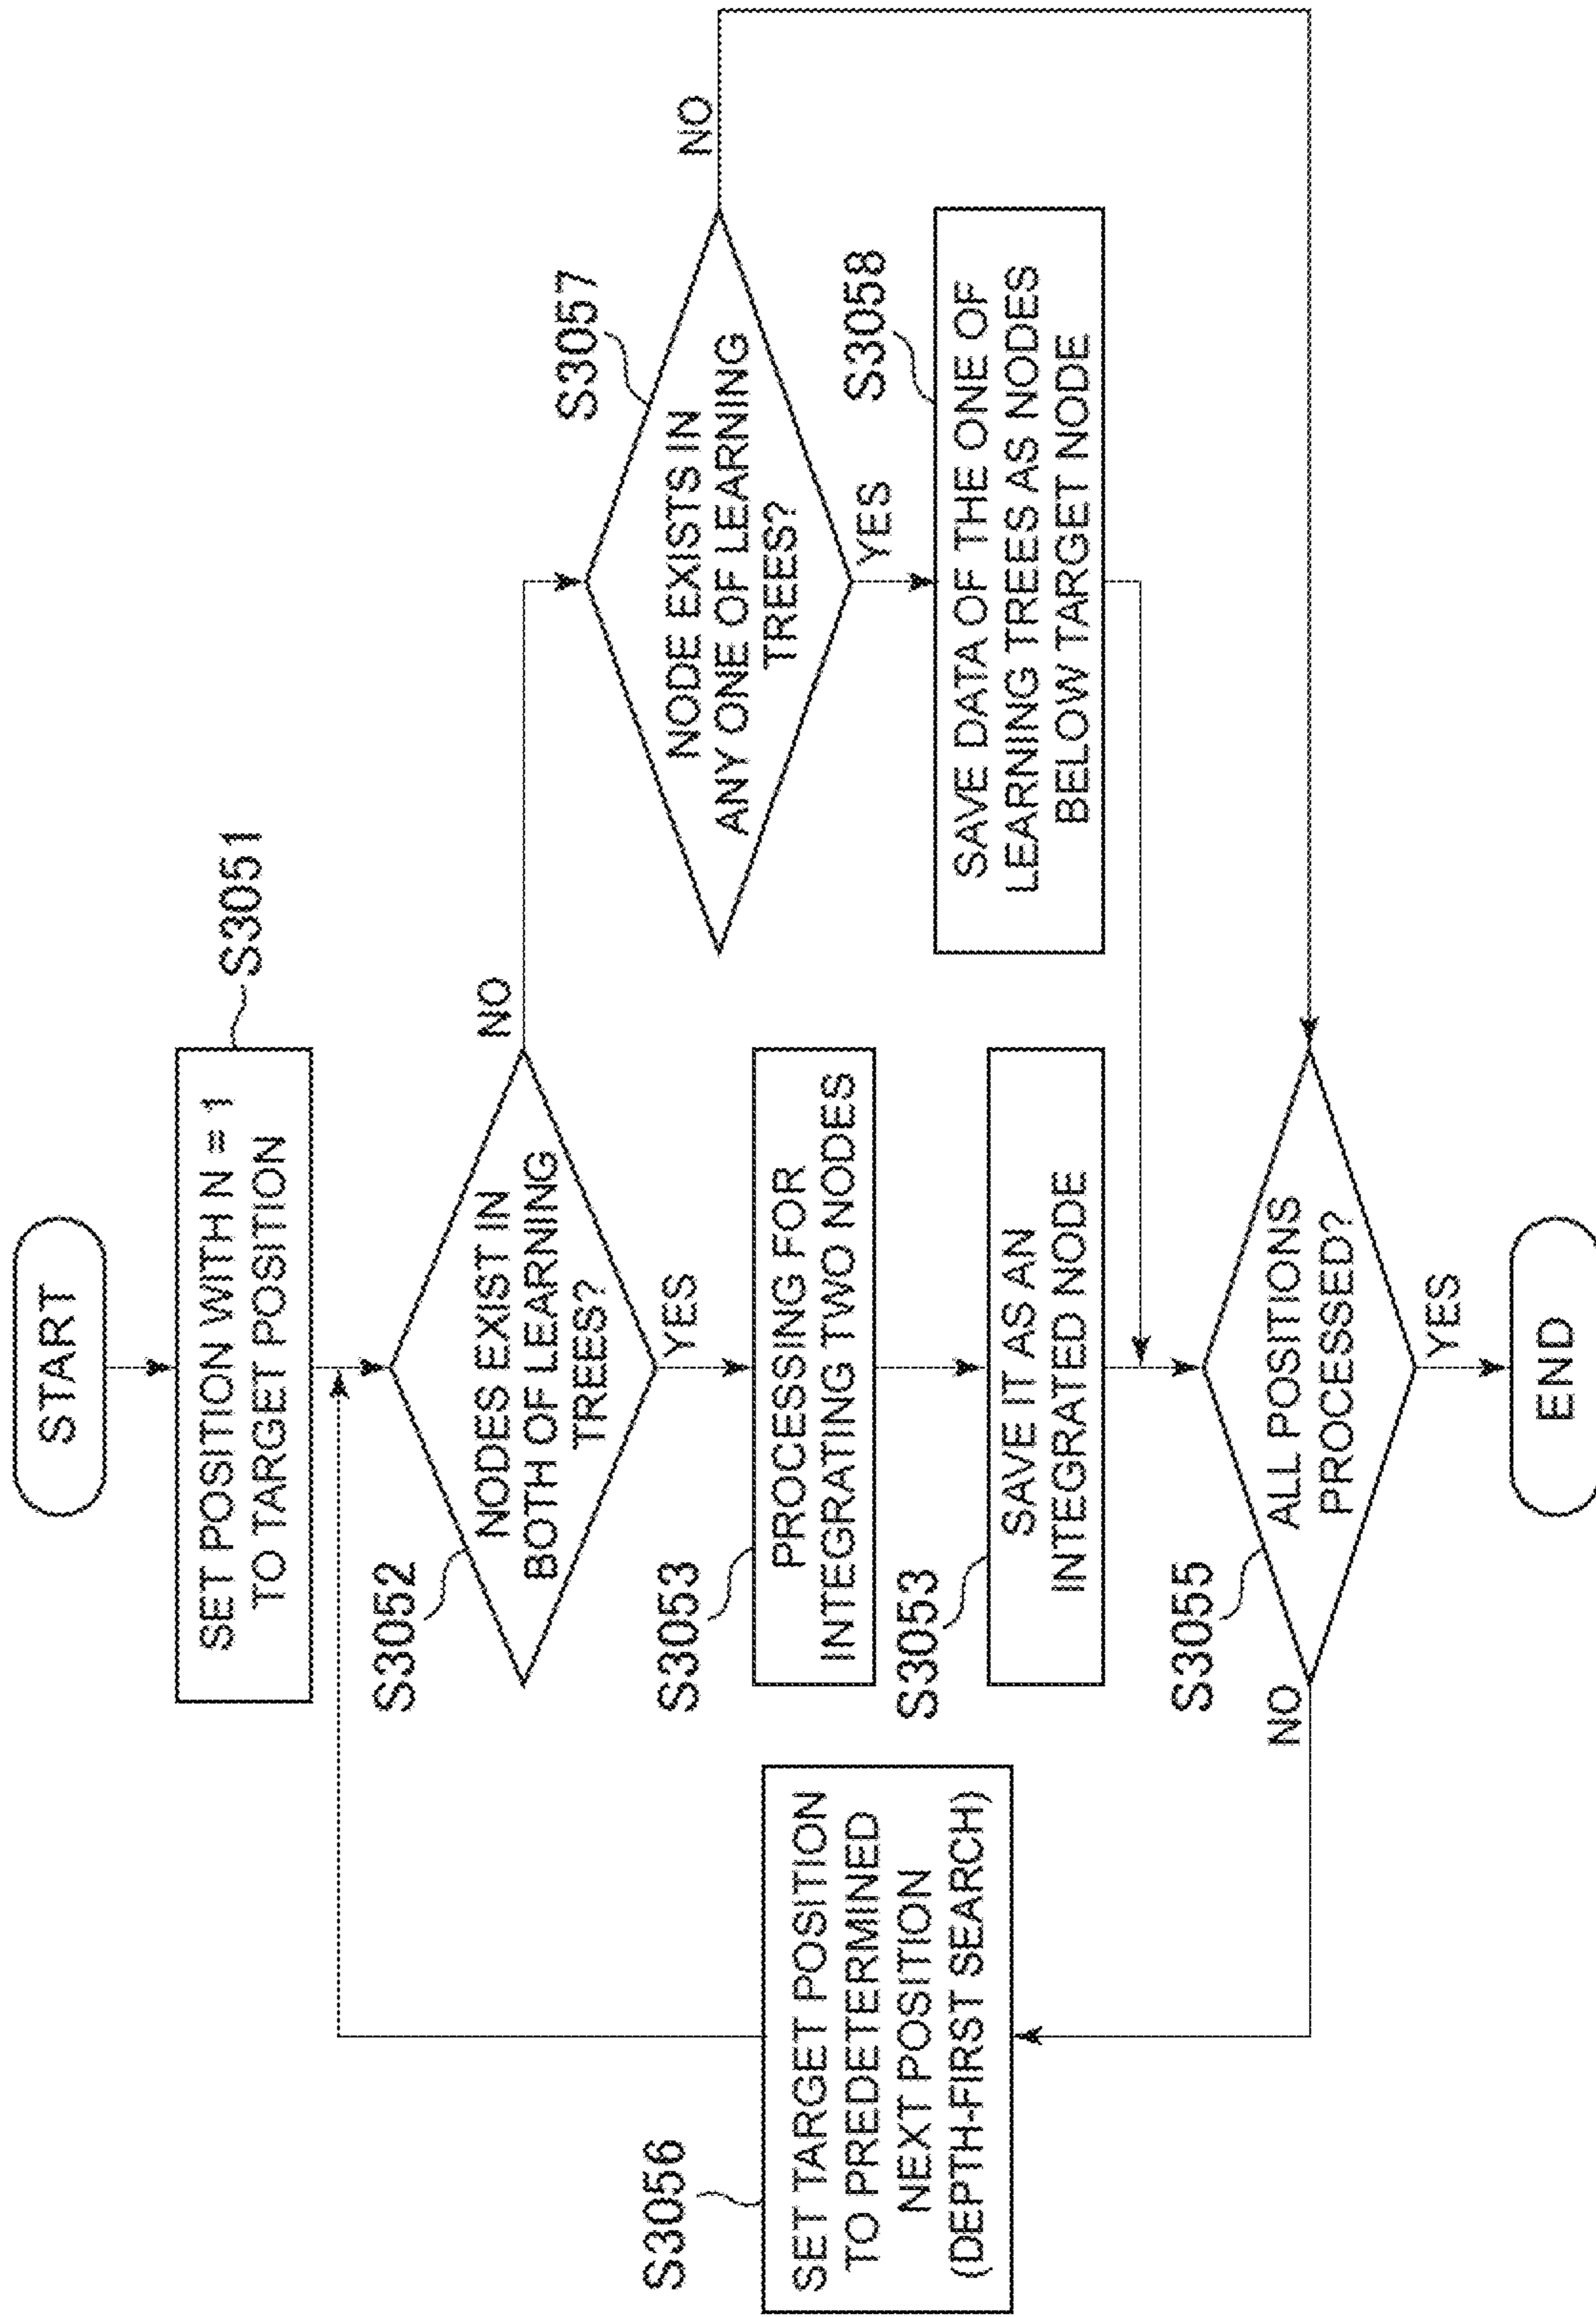 START
SET POSITION WITH N = 1
TO TARGET POSITION
S3051
S3052
NODES EXIST IN
BOTH OF LEARNING
TREES?
NO
YES
S3053
PROCESSING FOR
INTEGRATING TWO NODES
S3053
SAVE IT AS AN
INTEGRATED NODE
S3055
ALL POSITIONS
PROCESSED?
NO
YES
END
S3056
SET TARGET POSITION
TO PREDETERMINED
NEXT POSITION
(DEPTH-FIRST SEARCH)
S3057
NODE EXISTS IN
ANY ONE OF LEARNING
TREES?
NO
YES
S3058
SAVE DATA OF THE ONE OF
LEARNING TREES AS NODES
BELOW TARGET NODE